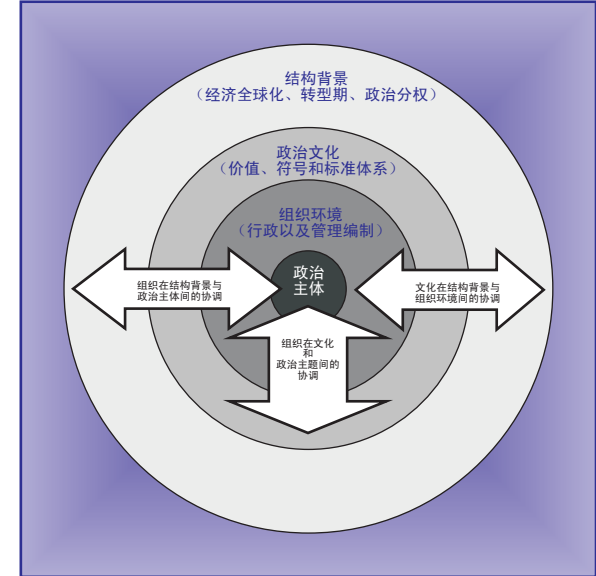 结构背景
（经济全球化、转型期、政治分权）
政治文化
（价值、符号和标准体系）
组织环境
（行政以及管理编制）
政治
主体
组织在结构背景与
政治主体间的协调
文化在结构背景与
组织环境间的协调
组织在文化
和
政治主题间的
协调